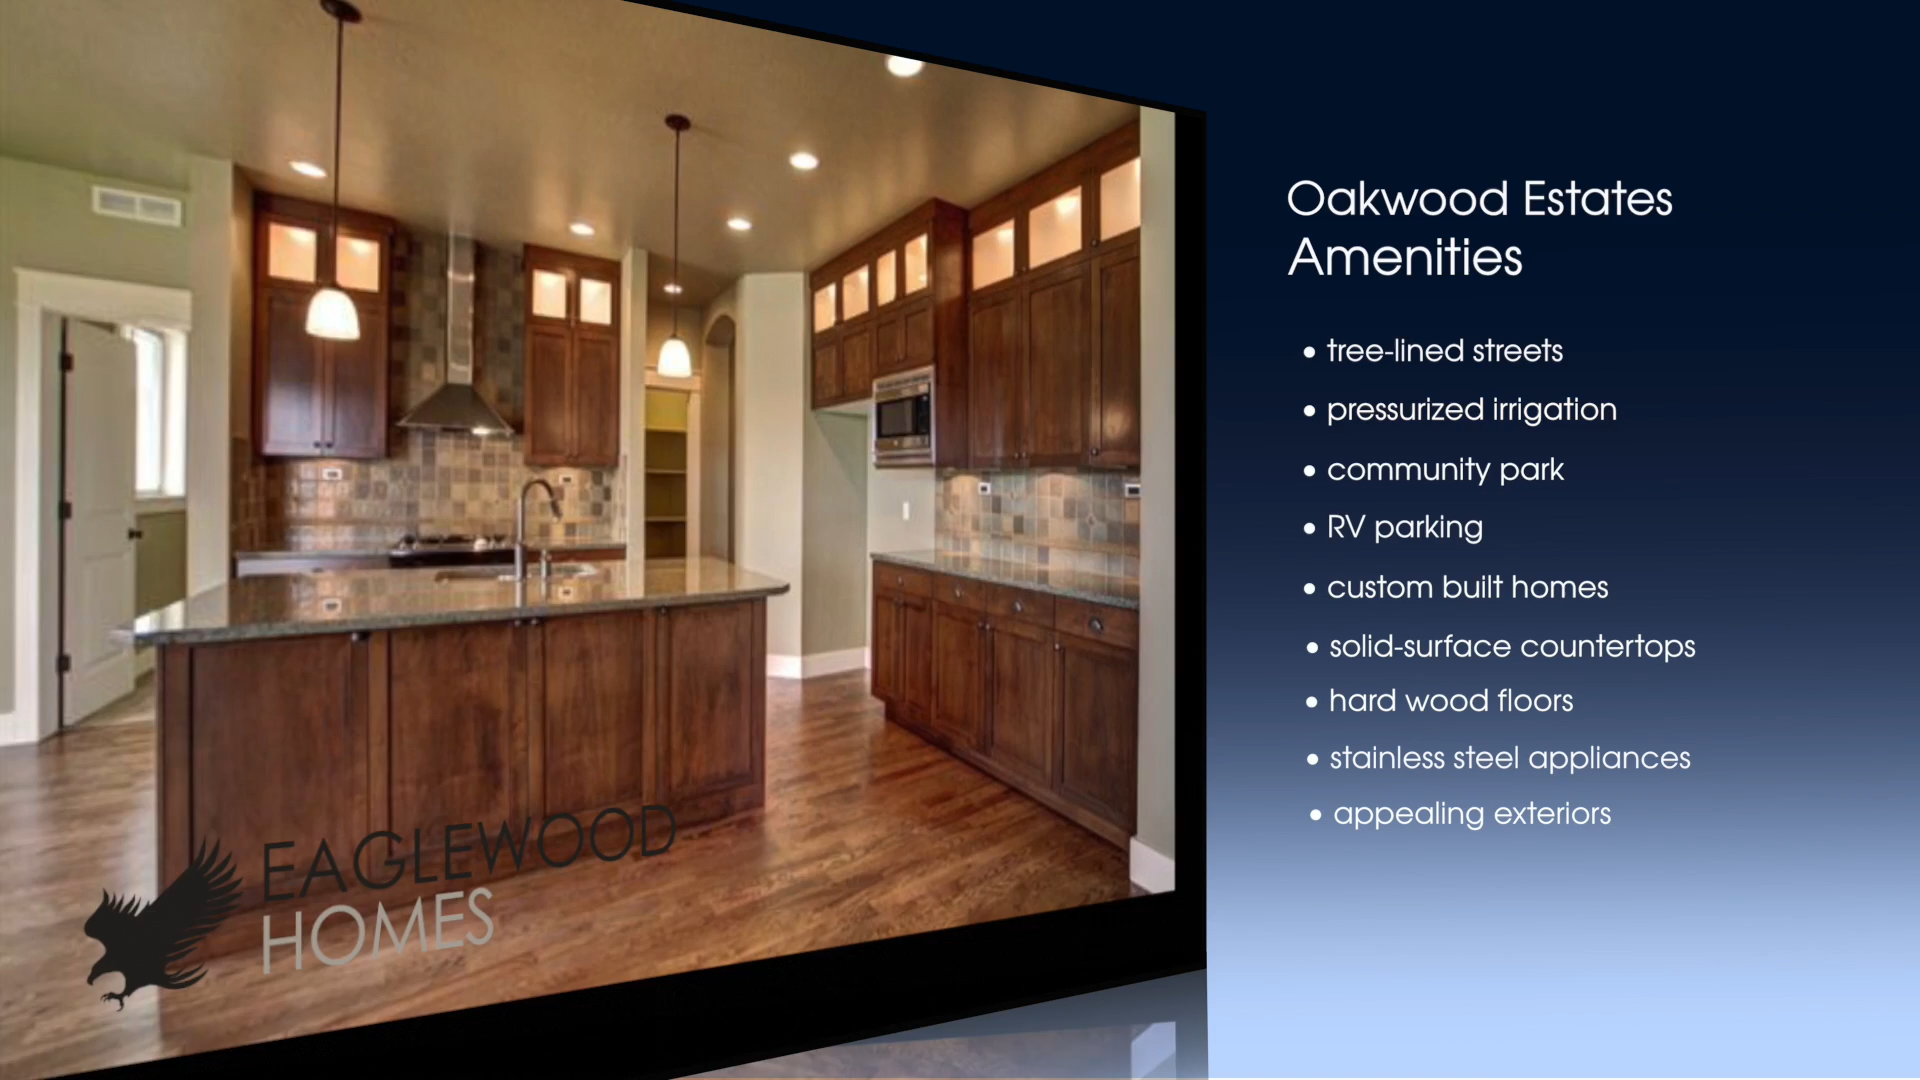 Oakwood Estates
Amenities
• tree-lined streets
• pressurized irrigation
• community park
• RV parking
• custom built homes
• solid-surface countertops
• hard wood floors
• stainless steel appliances
• appealing exteriors
EAGLEWOOD
HOMES